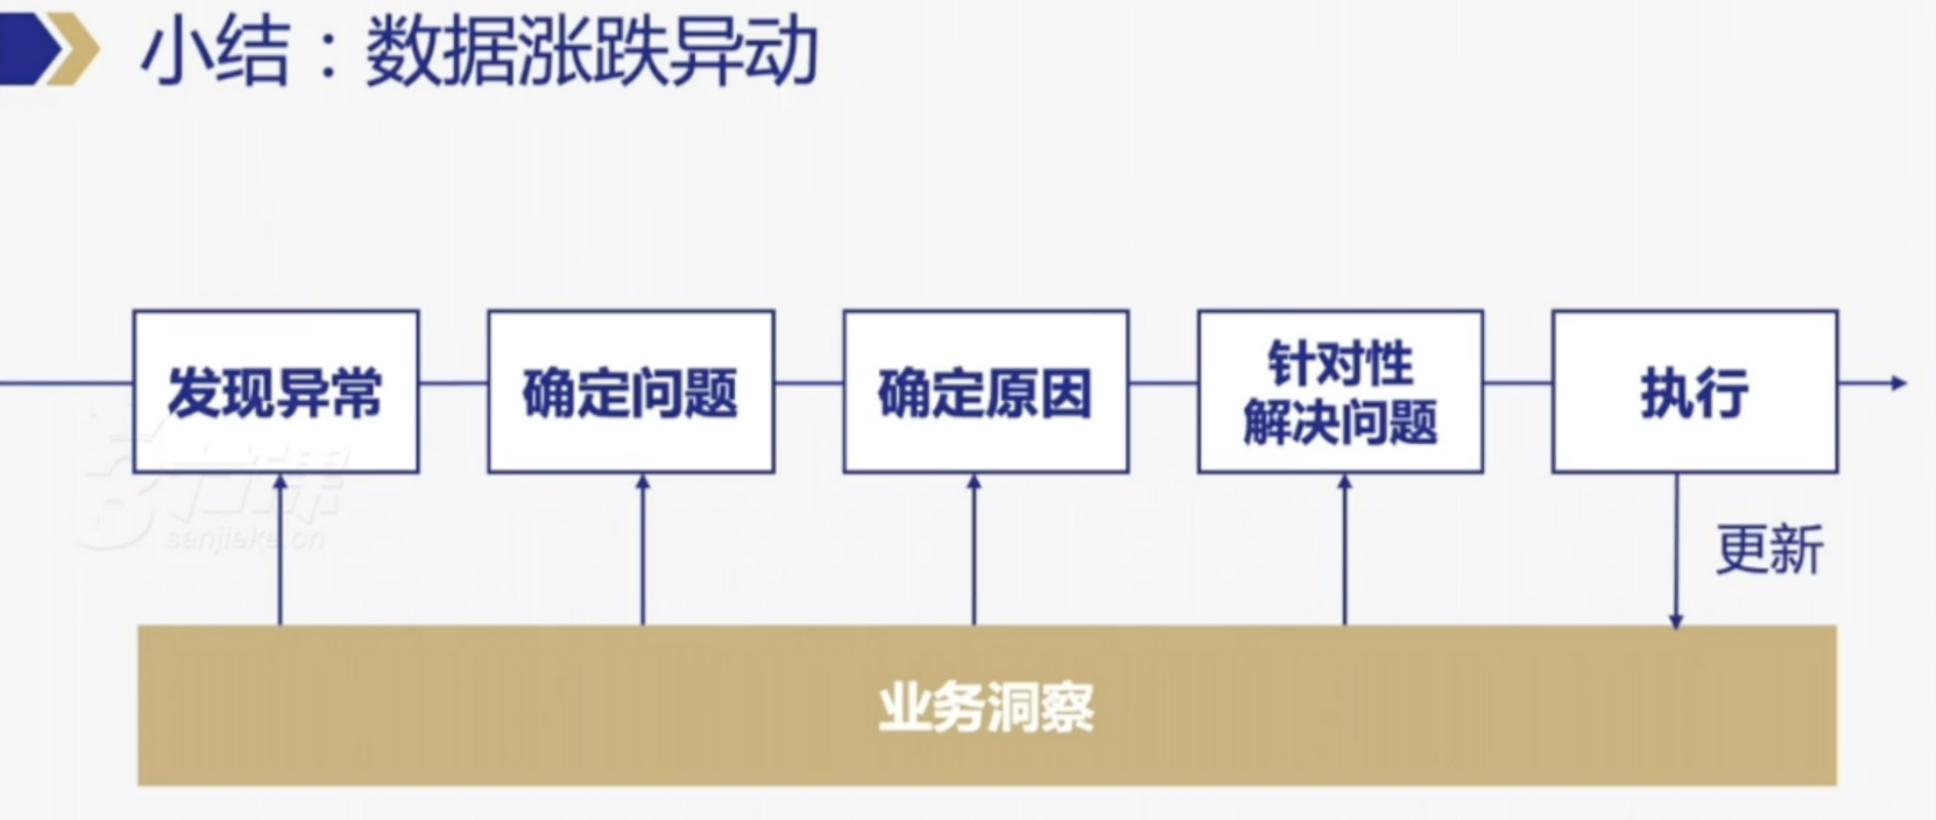 小结：数据涨跌异动
发现异常
确定问题
确定原因
针对性
解决问题
执行
sanjieke.cn
更新
业务洞察